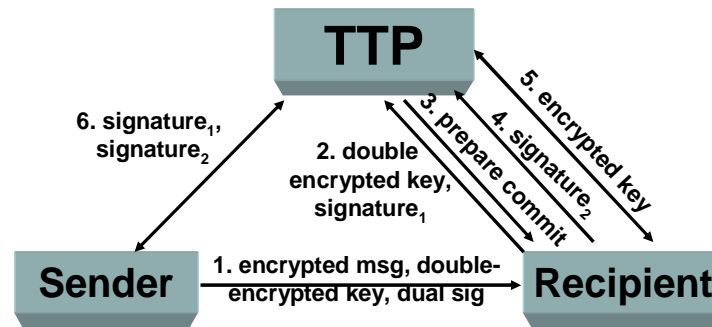 TTP
6. signature₁,
signature₂
2. double
encrypted key,
signature₁
3. prepare commit
4. signature₂
5. encrypted key
Sender
1. encrypted msg, double-
encrypted key, dual sig
Recipient